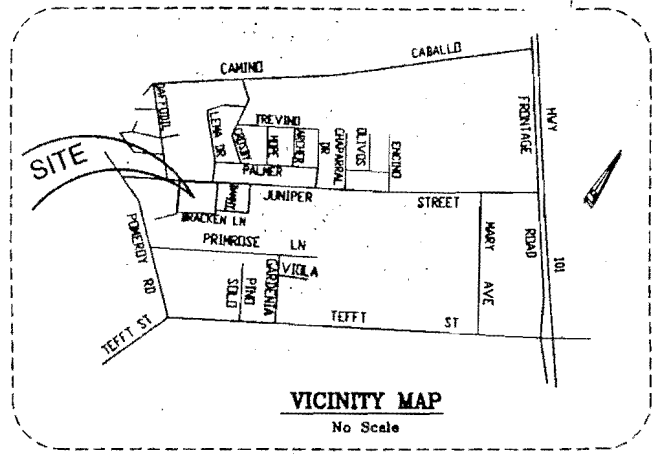 CAMINO CABALLO
DAFFODIL
LEMA DR
CROSBY
TREVINO
HOPE
ARCHER
CHAPARRAL
DR
OLIVOS
ENCINO
FRONTAGE
ROAD
HWY
101
SITE
PALMER
JUNIPER STREET
BRACKEN LN
POMEROY RD
PRIMROSE LN
VIOLA
GARDENIA
PINO
SOLO
MARY AVE
TEFFT ST
TEFFT ST
VICINITY MAP
No Scale